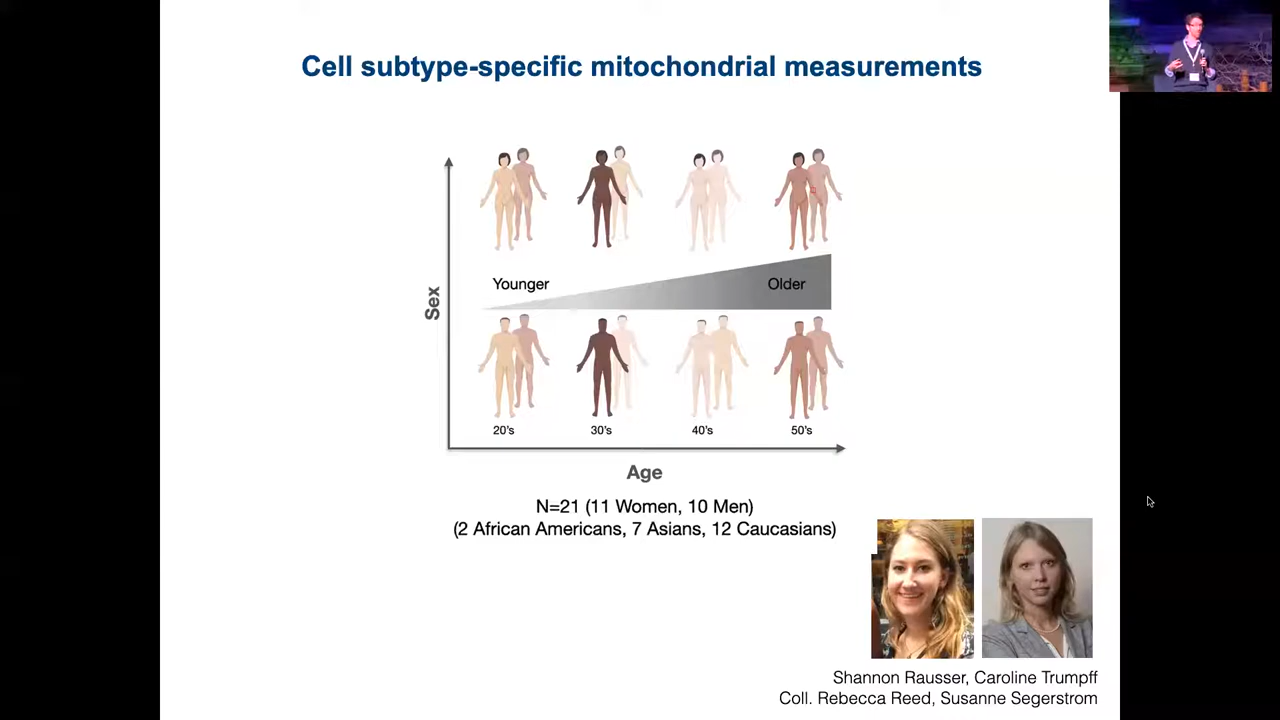 Cell subtype-specific mitochondrial measurements
Sex
Younger
Older
20's
30's
40's
50's
Age
N=21 (11 Women, 10 Men)
(2 African Americans, 7 Asians, 12 Caucasians)
Shannon Rausser, Caroline Trumpff
Coll. Rebecca Reed, Susanne Segerstrom